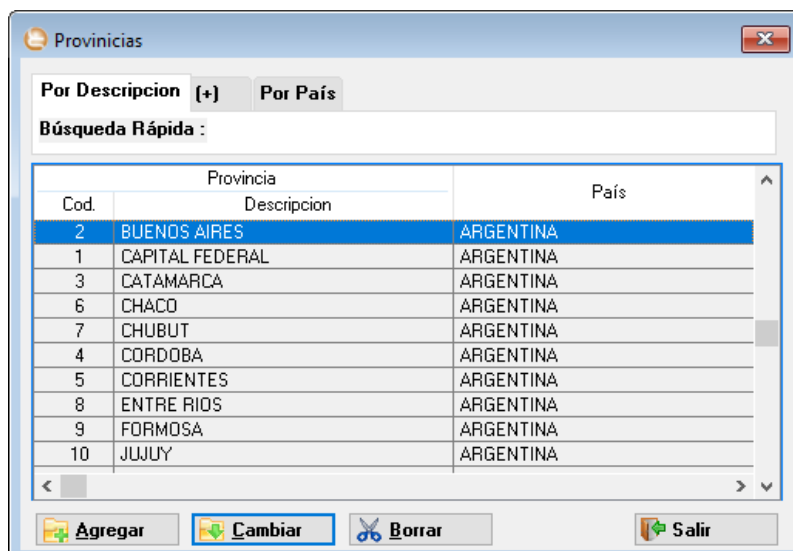 Provinicias
Por Descripcion (+) Por País
Búsqueda Rápida :
Provincia País
Cod. Descripcion
2 BUENOS AIRES ARGENTINA
1 CAPITAL FEDERAL ARGENTINA
3 CATAMARCA ARGENTINA
6 CHACO ARGENTINA
7 CHUBUT ARGENTINA
4 CORDOBA ARGENTINA
5 CORRIENTES ARGENTINA
8 ENTRE RIOS ARGENTINA
9 FORMOSA ARGENTINA
10 JUJUY ARGENTINA
Agregar Cambiar Borrar Salir